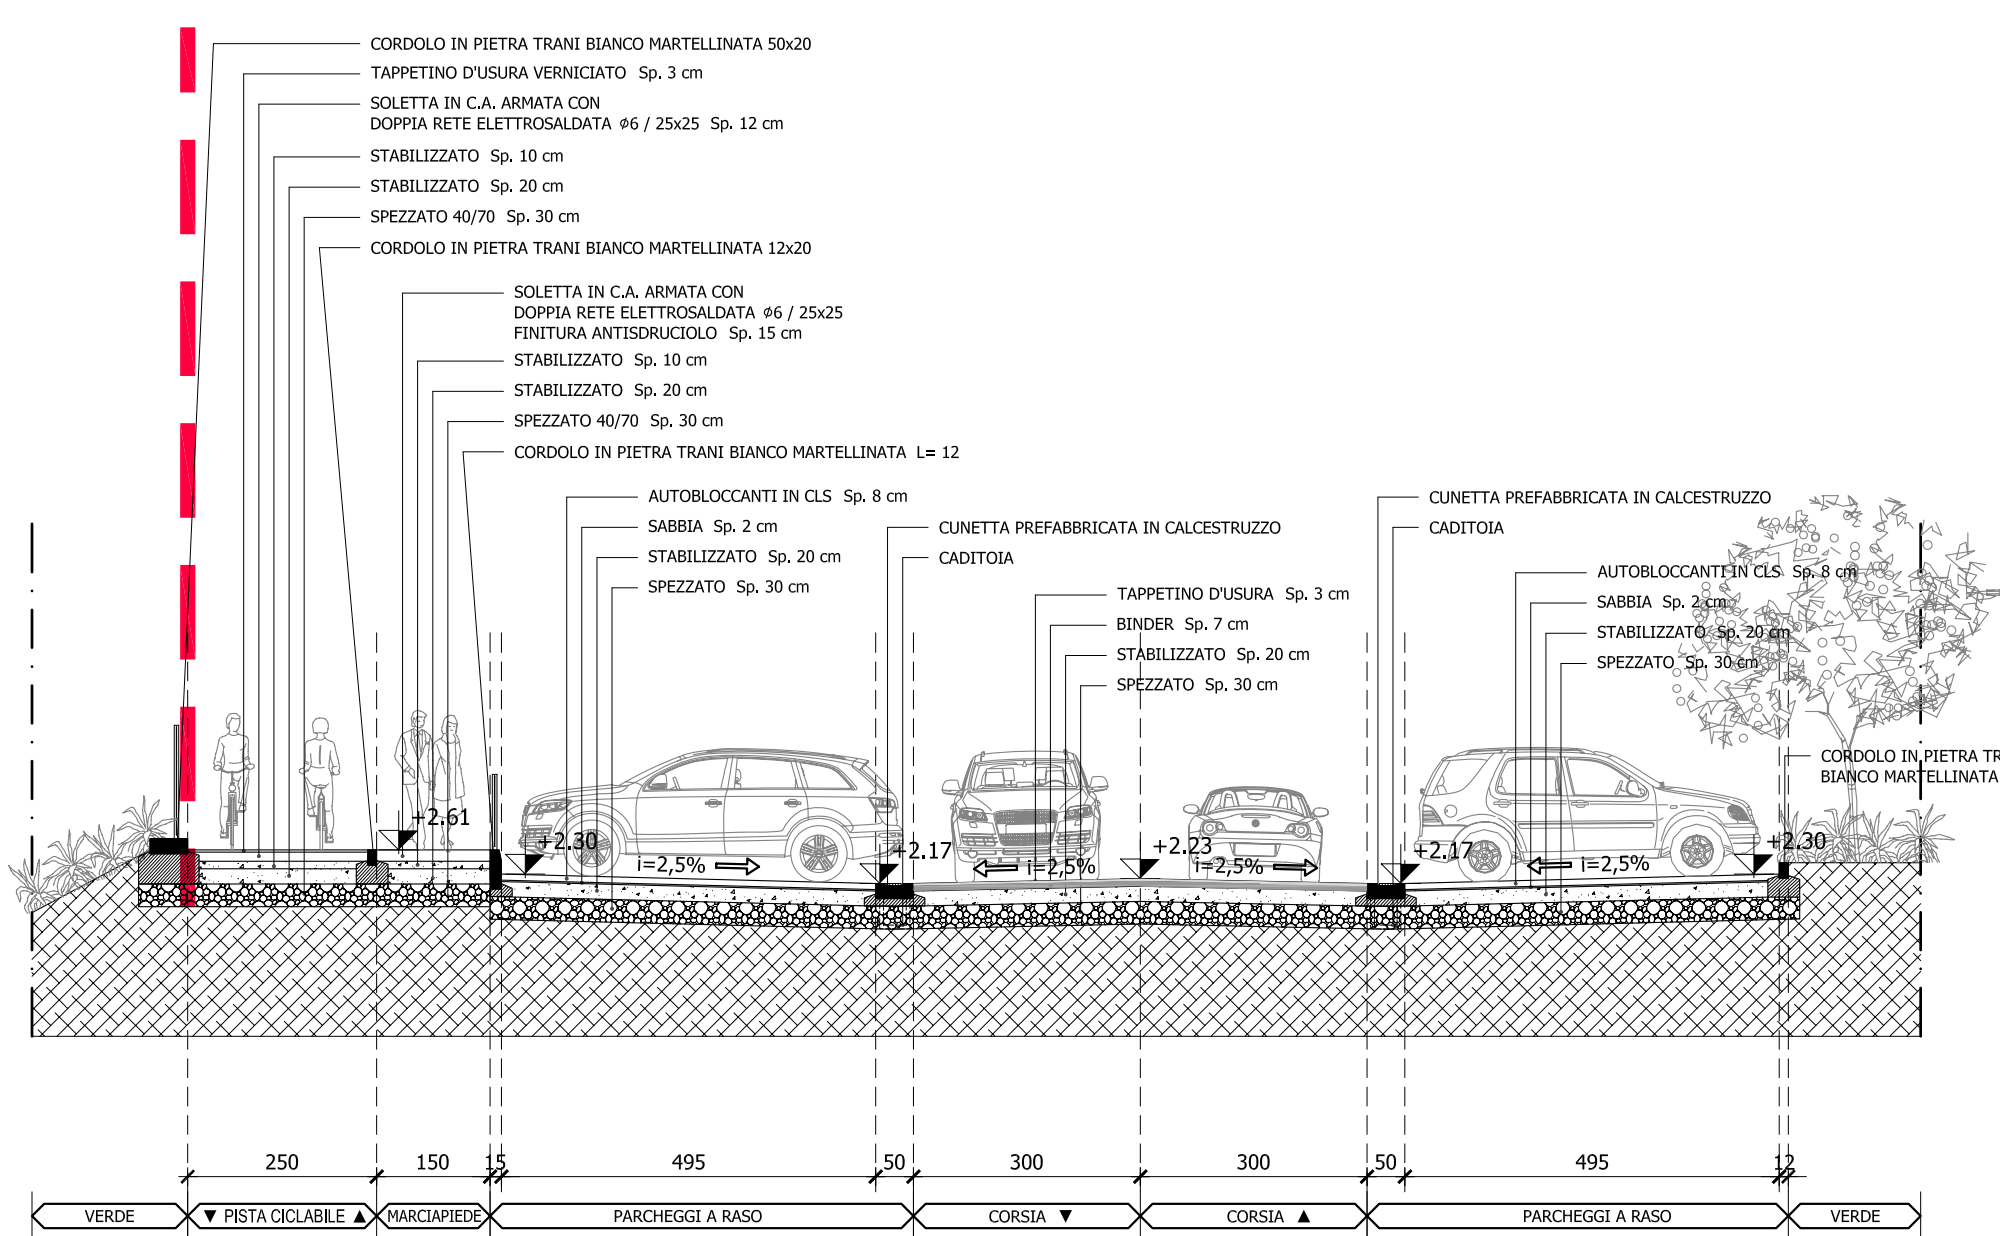 CORDOLO IN PIETRA TRANI BIANCO MARTELLINATA 50x20
TAPPETINO D'USURA VERNICIATO Sp. 3 cm
SOLETTA IN C.A. ARMATA CON
DOPPIA RETE ELETTROSALDATA φ6 / 25x25 Sp. 12 cm
STABILIZZATO Sp. 10 cm
STABILIZZATO Sp. 20 cm
SPEZZATO 40/70 Sp. 30 cm
CORDOLO IN PIETRA TRANI BIANCO MARTELLINATA 12x20
SOLETTA IN C.A. ARMATA CON
DOPPIA RETE ELETTROSALDATA φ6 / 25x25
FINITURA ANTISDRUCIOLO Sp. 15 cm
STABILIZZATO Sp. 10 cm
STABILIZZATO Sp. 20 cm
SPEZZATO 40/70 Sp. 30 cm
CORDOLO IN PIETRA TRANI BIANCO MARTELLINATA L= 12
AUTOBLOCCANTI IN CLS Sp. 8 cm
SABBIA Sp. 2 cm
STABILIZZATO Sp. 20 cm
SPEZZATO Sp. 30 cm
CUNETTA PREFABBRICATA IN CALCESTRUZZO
CADITOIA
TAPPETINO D'USURA Sp. 3 cm
BINDER Sp. 7 cm
STABILIZZATO Sp. 20 cm
SPEZZATO Sp. 30 cm
CUNETTA PREFABBRICATA IN CALCESTRUZZO
CADITOIA
AUTOBLOCCANTI IN CLS Sp. 8 cm
SABBIA Sp. 2 cm
STABILIZZATO Sp. 20 cm
SPEZZATO Sp. 30 cm
CORDOLO IN PIETRA TR
BIANCO MARTELLINATA
+2.61
+2.30
i=2,5%
+2.17
i=2,5%
+2.23
i=2,5%
+2.17
i=2,5%
+2.30
250 150 15 495 50 300 300 50 495 12
VERDE ▼ PISTA CICLABILE ▲ MARCIAPIEDE PARCHEGGI A RASO CORSIA ▼ CORSIA ▲ PARCHEGGI A RASO VERDE